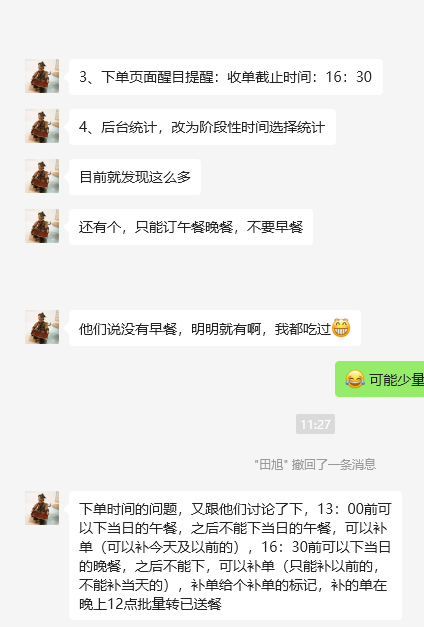 3、下单页面醒目提醒：收单截止时间：16：30
4、后台统计，改为阶段性时间选择统计
目前就发现这么多
还有个，只能订午餐晚餐，不要早餐
他们说没有早餐，明明就有啊，我都吃过😁
😂可能少量
11:27
"田旭" 撤回了一条消息
下单时间的问题，又跟他们讨论了下，13：00前可
以下当日的午餐，之后不能下当日的午餐，可以补
单（可以补今天及以前的），16：30前可以下当日
的晚餐，之后不能下，可以补单（只能补以前的，
不能补当天的），补单给个补单的标记，补的单在
晚上12点批量转已送餐